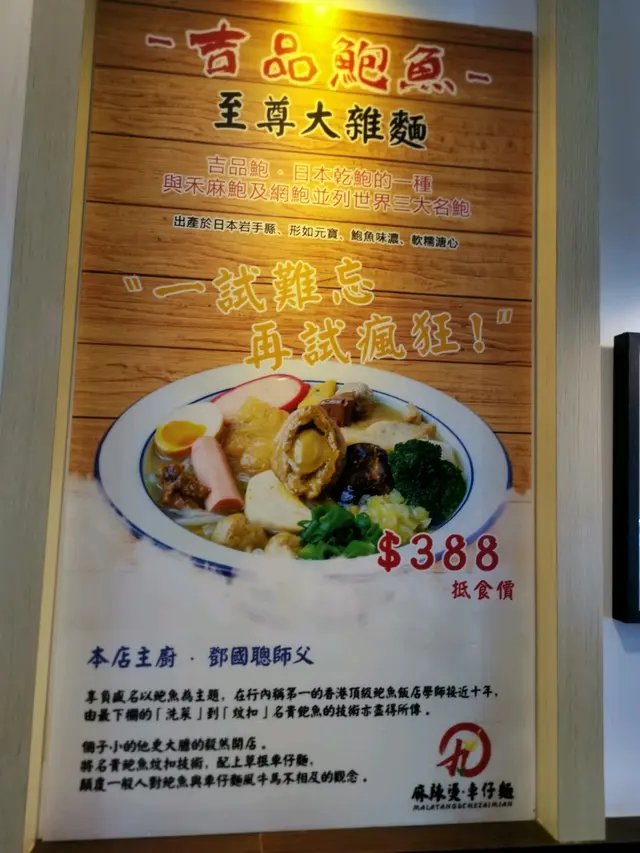 -吉品鮑魚-
至尊大雜麵
吉品鮑‧日本乾鮑的一種
與禾麻鮑及網鮑並列世界三大名鮑
出產於日本岩手縣、形如元寶，鮑魚味濃、軟糯溏心
“一試難忘
再試瘋狂！”
$388
抵食價
本店主廚‧鄧國聰師父
享負盛名以鮑魚為主題，在行內稱第一的香港頂級鮑魚飯店學師接近十年，
由最下欄的「洗菜」到「炆扣」名貴鮑魚的技術亦盡得所傳。
個子小的他更大膽的毅然開店。
將名貴鮑魚炆扣技術，配上草根車仔麵，
顛覆一般人對鮑魚與車仔麵風牛馬不相及的觀念。
麻辣燙‧車仔麵
MALATANG&CHEZAIMIAN